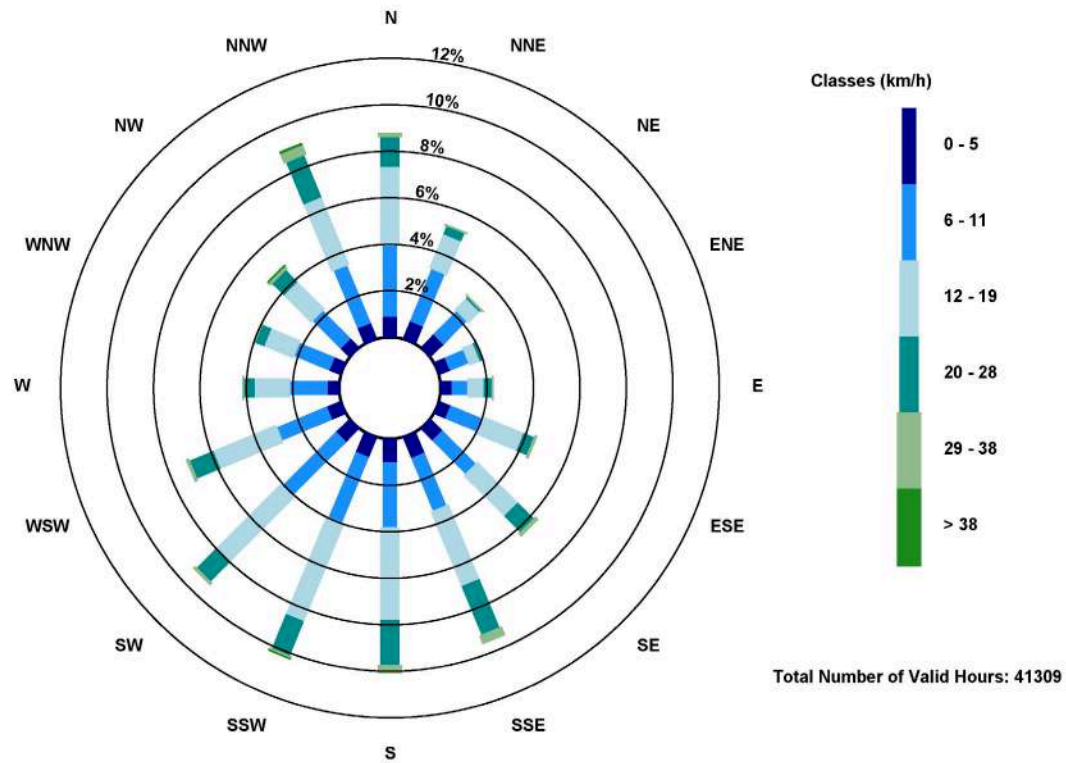 N
NNW
NNE
12%
Classes (km/h)
10%
NW
NE
0 - 5
8%
6%
6 - 11
WNW
ENE
4%
2%
12 - 19
20 - 28
W
E
29 - 38
WSW
ESE
> 38
SW
SE
Total Number of Valid Hours: 41309
SSW
SSE
S